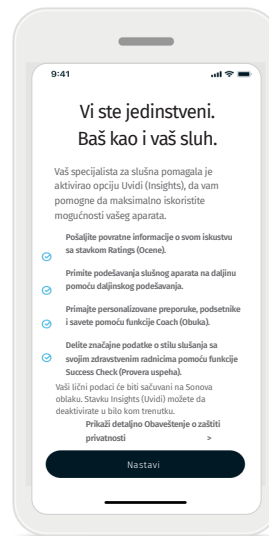 9:41
Vi ste jedinstveni.
Baš kao i vaš sluh.
Vaš specijalista za slušna pomagala je
aktivirao opciju Uvidi (Insights), da vam
pomogne da maksimalno iskoristite
mogućnosti vašeg aparata.
Pošaljite povratne informacije o svom iskustvu
sa stavkom Ratings (Ocene).
Primite podešavanja slušnog aparata na daljinu
pomoću daljinskog podešavanja.
Primajte personalizovane preporuke, podsetnike
i savete pomoću funkcije Coach (Obuka).
Delite značajne podatke o stilu slušanja sa
svojim zdravstvenim radnicima pomoću funkcije
Success Check (Provera uspeha).
Vaši lični podaci će biti sačuvani na Sonova
oblaku. Stavku Insights (Uvidi) možete da
deaktivirate u bilo kom trenutku.
Prikaži detaljno Obaveštenje o zaštiti
privatnosti >
Nastavi